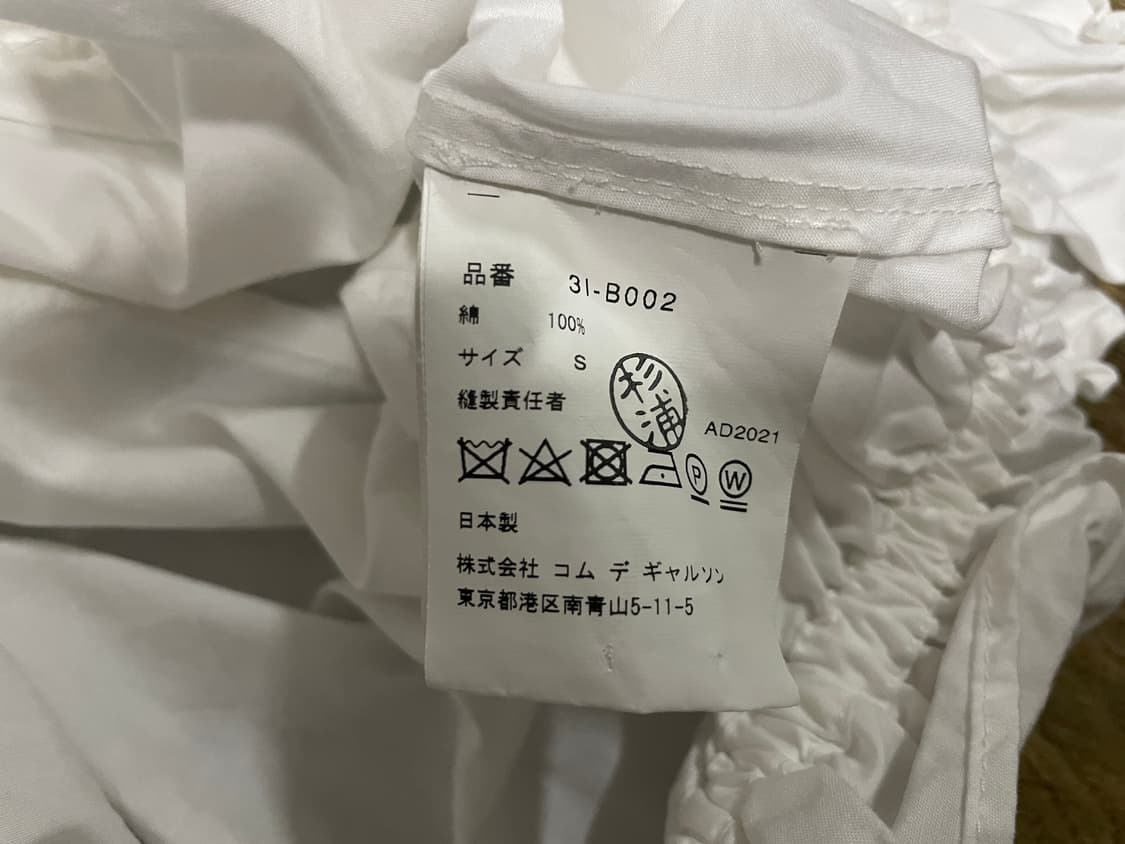 品番 3I-B002
綿 100%
サイズ S
縫製責任者 杉浦 AD2021
P W
日本製
株式会社 コム デ ギャルソン
東京都港区南青山5-11-5